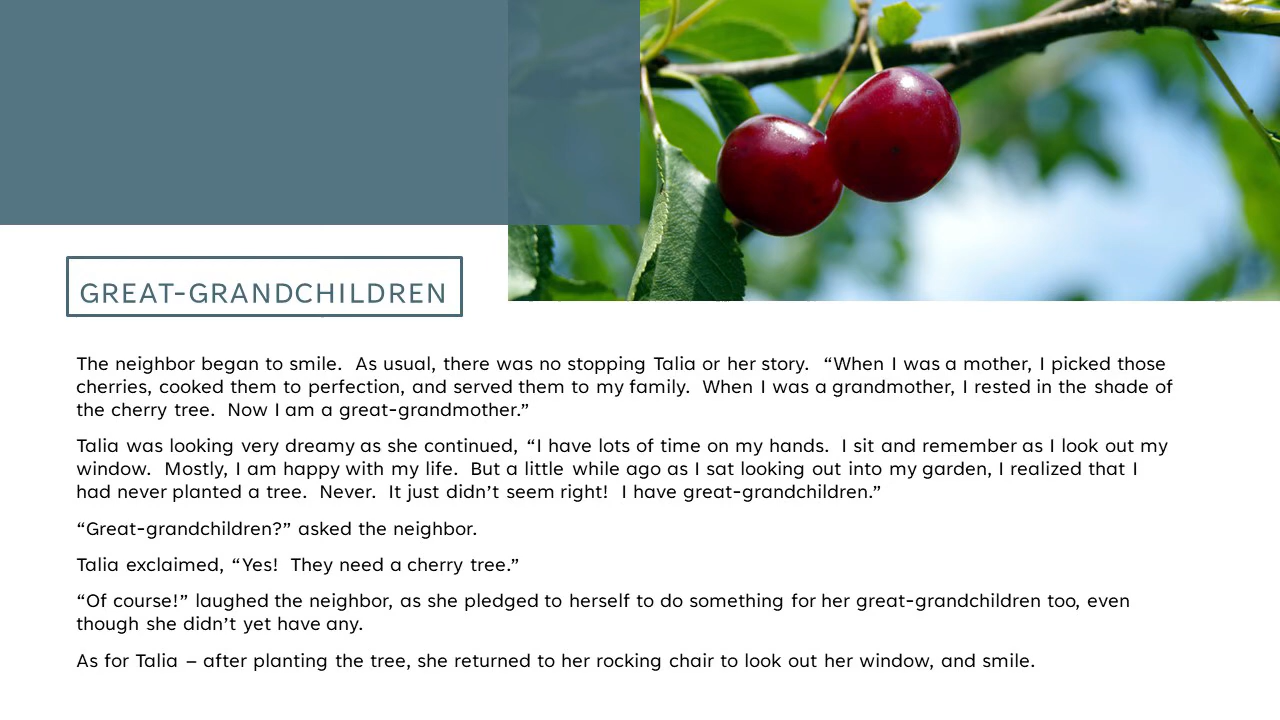 GREAT-GRANDCHILDREN
The neighbor began to smile.  As usual, there was no stopping Talia or her story.  “When I was a mother, I picked those
cherries, cooked them to perfection, and served them to my family.  When I was a grandmother, I rested in the shade of
the cherry tree.  Now I am a great-grandmother.”
Talia was looking very dreamy as she continued, “I have lots of time on my hands.  I sit and remember as I look out my
window.  Mostly, I am happy with my life.  But a little while ago as I sat looking out into my garden, I realized that I
had never planted a tree.  Never.  It just didn’t seem right!  I have great-grandchildren.”
“Great-grandchildren?” asked the neighbor.
Talia exclaimed, “Yes!  They need a cherry tree.”
“Of course!” laughed the neighbor, as she pledged to herself to do something for her great-grandchildren too, even
though she didn’t yet have any.
As for Talia – after planting the tree, she returned to her rocking chair to look out her window, and smile.